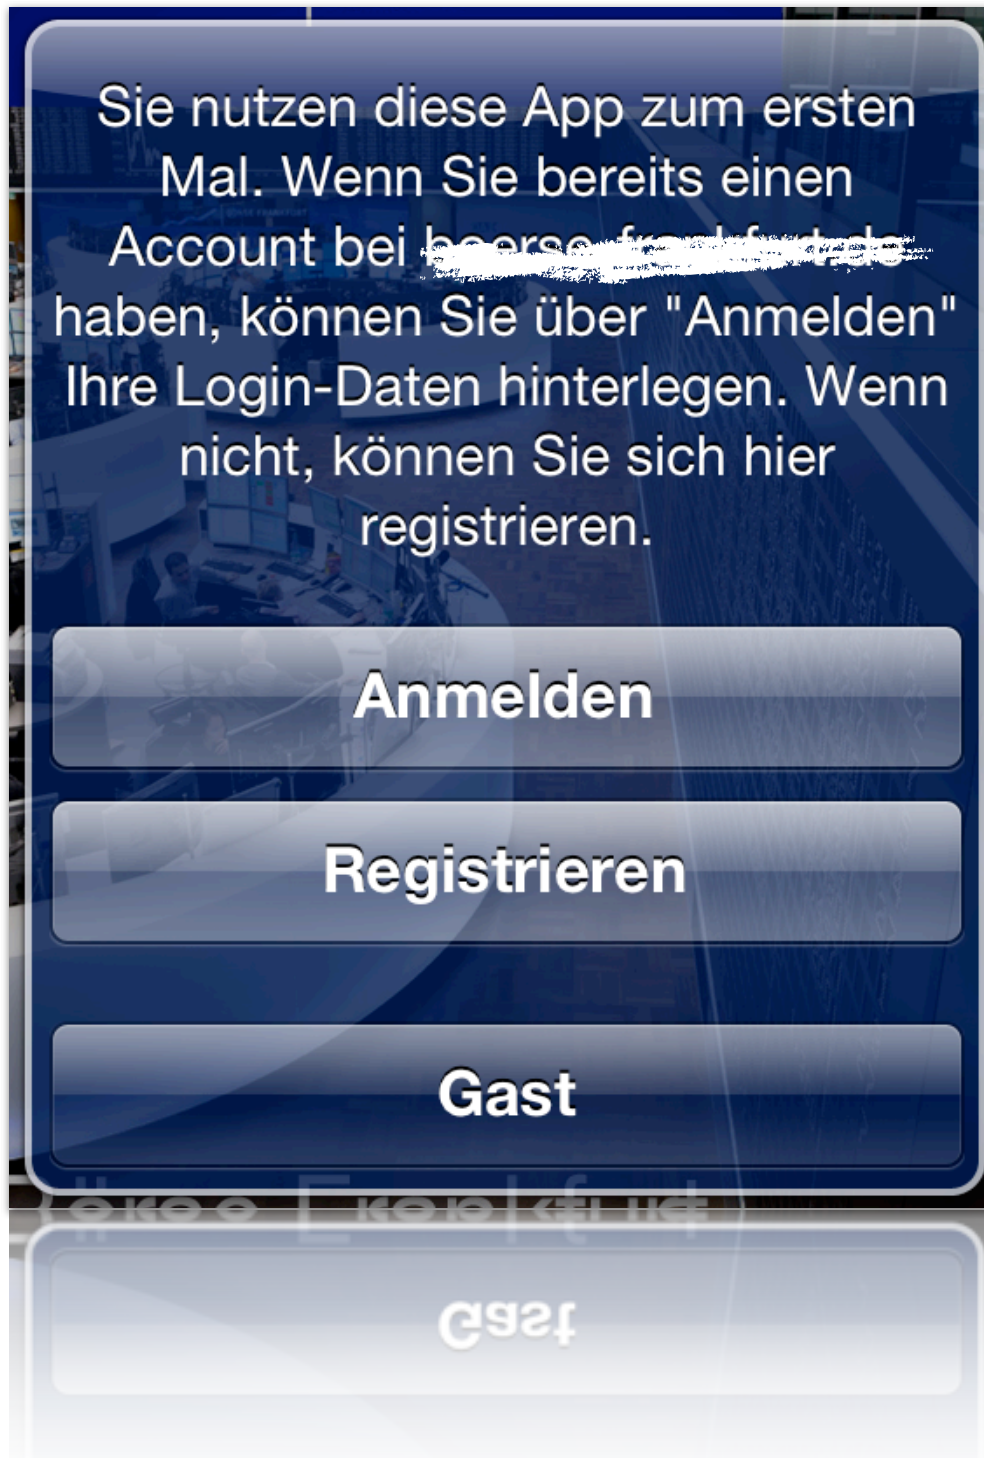 Sie nutzen diese App zum ersten
Mal. Wenn Sie bereits einen
Account bei
haben, können Sie über "Anmelden"
Ihre Login-Daten hinterlegen. Wenn
nicht, können Sie sich hier
registrieren.
Anmelden
Registrieren
Gast
Gast